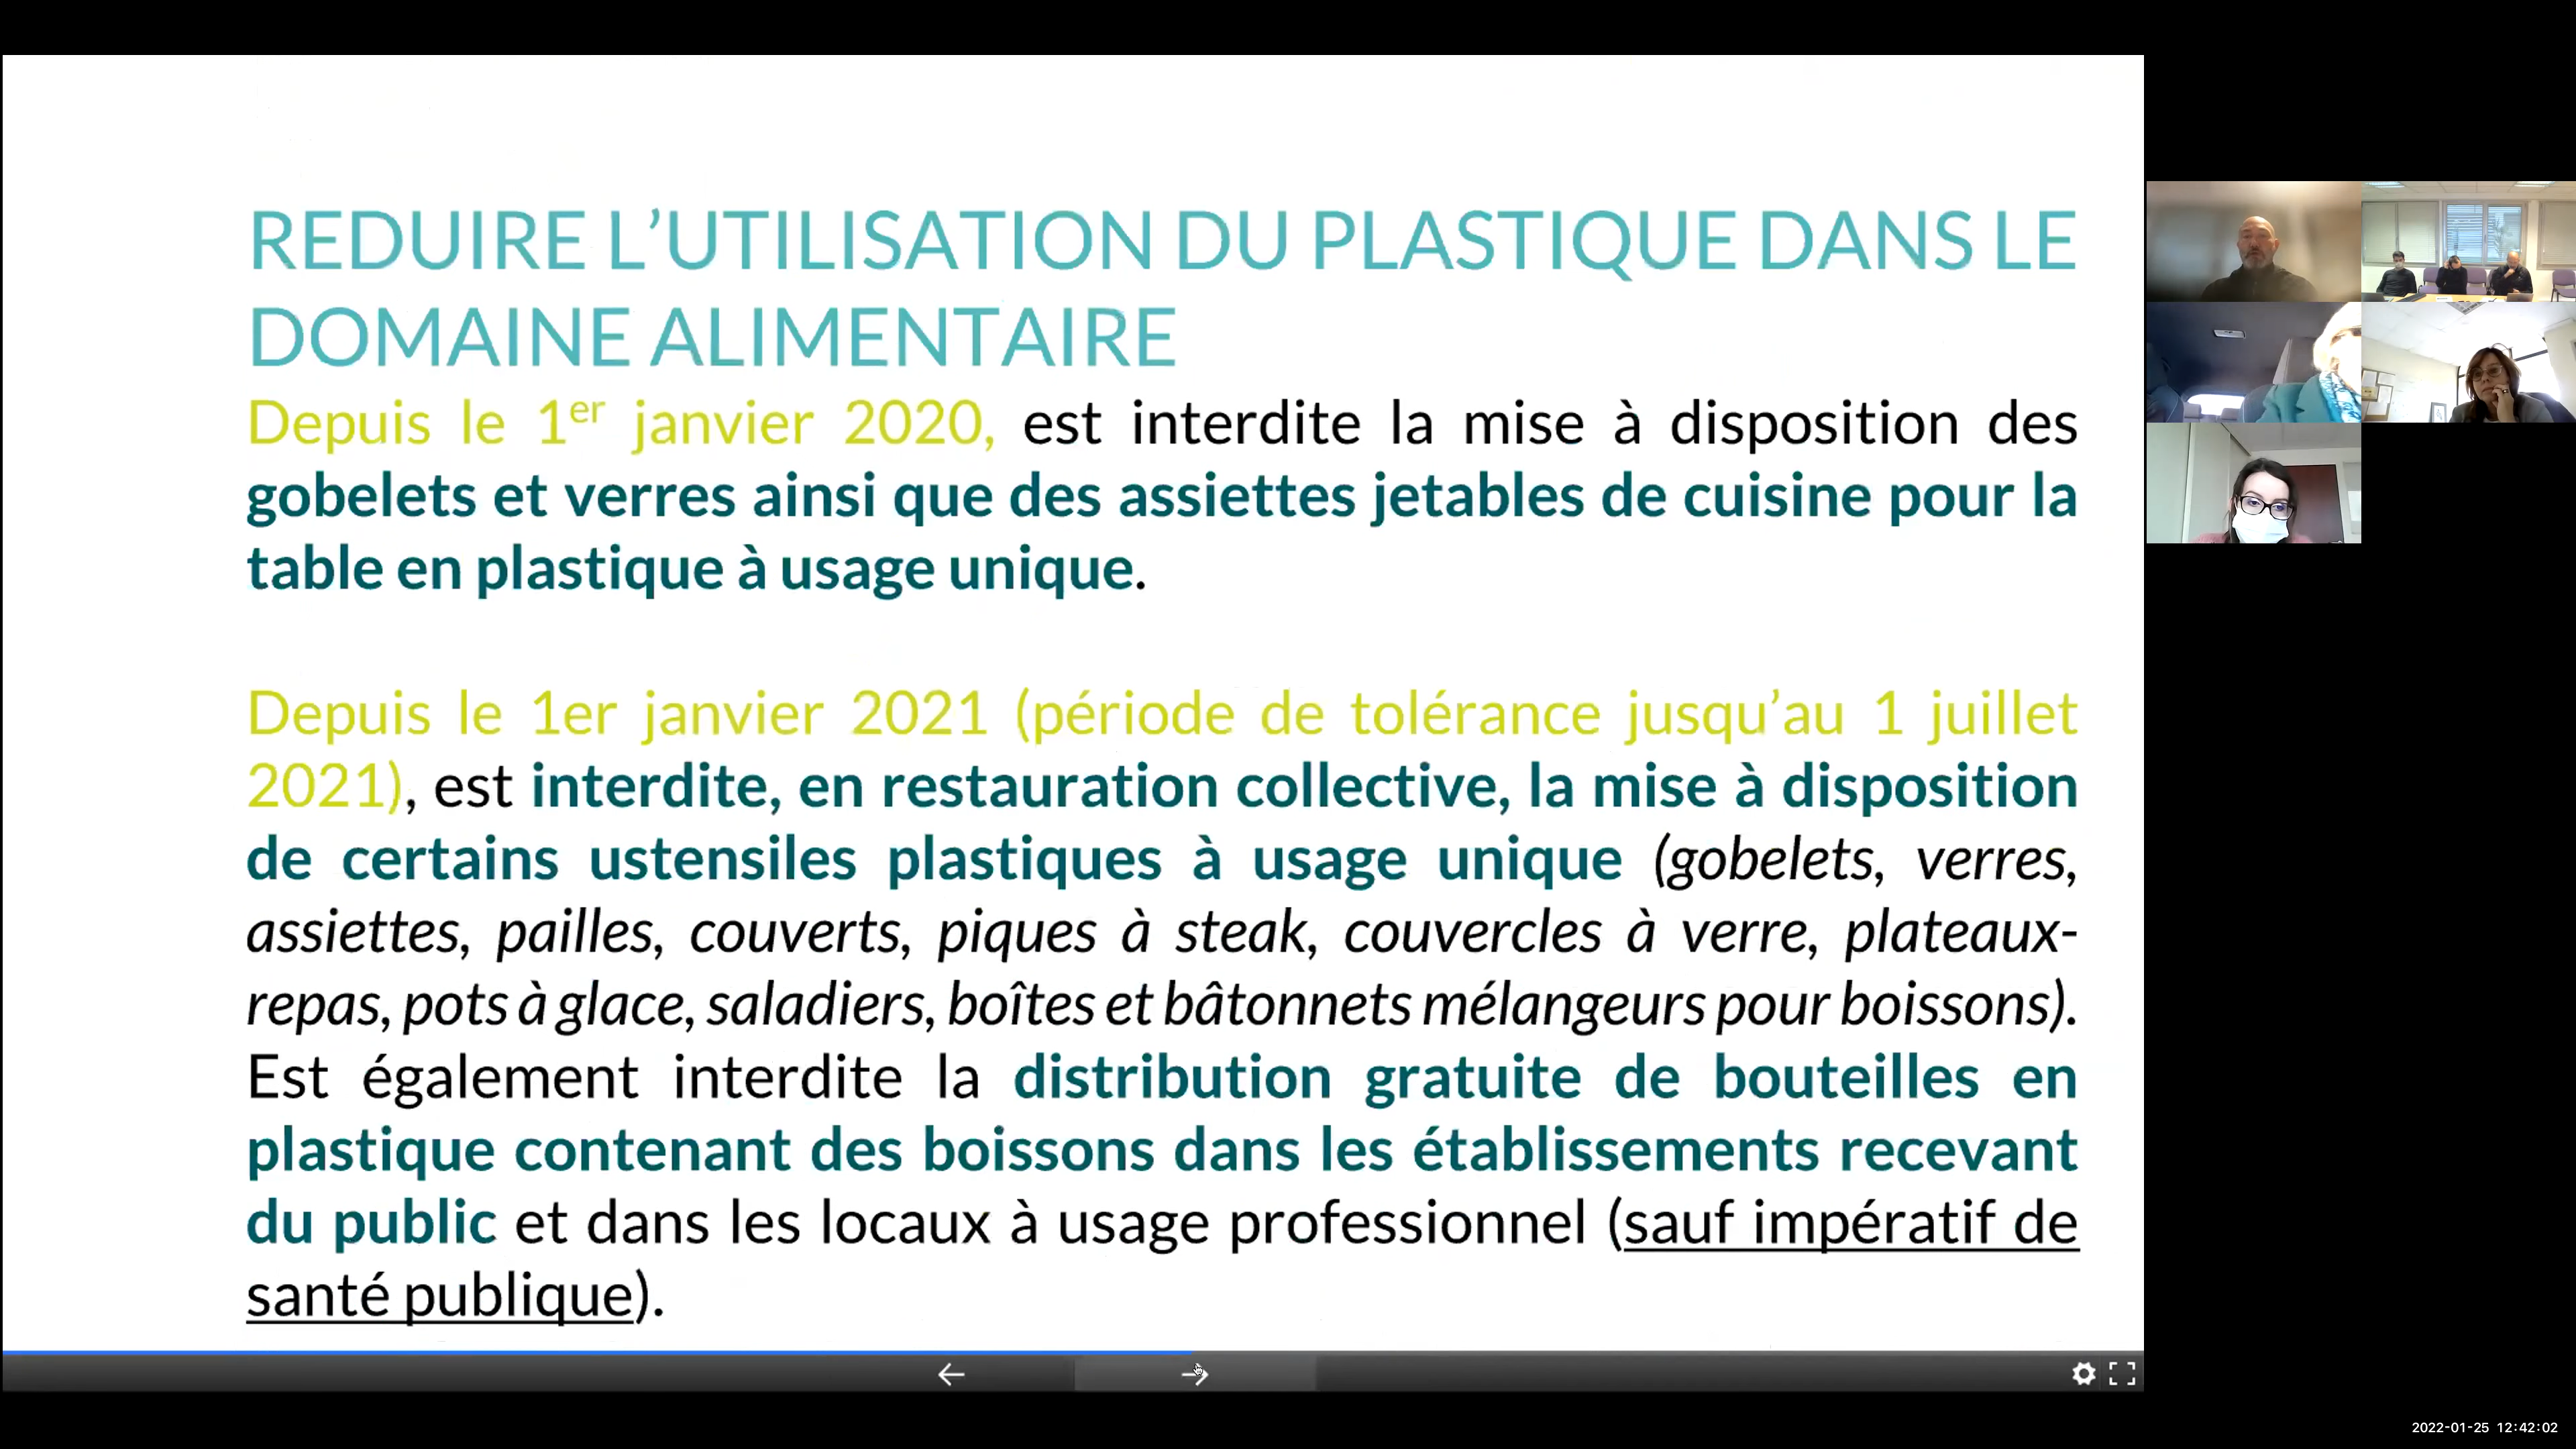 REDUIRE L’UTILISATION DU PLASTIQUE DANS LE
DOMAINE ALIMENTAIRE
Depuis le 1er janvier 2020, est interdite la mise à disposition des
gobelets et verres ainsi que des assiettes jetables de cuisine pour la
table en plastique à usage unique.
Depuis le 1er janvier 2021 (période de tolérance jusqu’au 1 juillet
2021), est interdite, en restauration collective, la mise à disposition
de certains ustensiles plastiques à usage unique (gobelets, verres,
assiettes, pailles, couverts, piques à steak, couvercles à verre, plateaux-
repas, pots à glace, saladiers, boîtes et bâtonnets mélangeurs pour boissons).
Est également interdite la distribution gratuite de bouteilles en
plastique contenant des boissons dans les établissements recevant
du public et dans les locaux à usage professionnel (sauf impératif de
santé publique).
2022-01-25 12:42:02